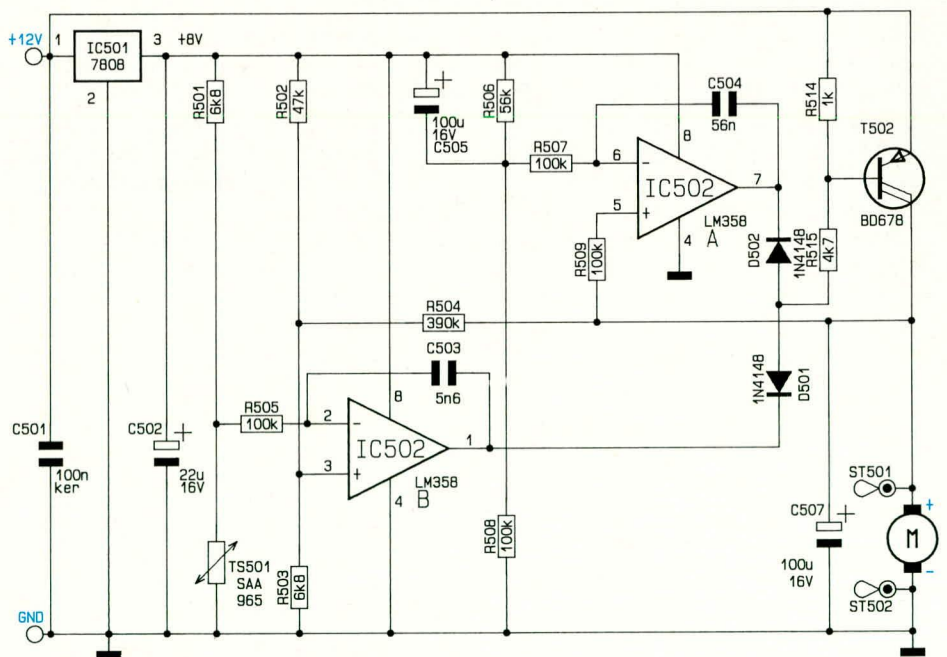 +12V
1
IC501
7808
3
+8V
2
R501
6k8
R502
47k
+
100u
16V
C505
R506
56k
R507
100k
C504
56n
6
−
5
+
8
IC502
LM358
A
7
4
R509
100k
R514
1k
T502
BD678
D502
1N4148
R515
4k7
R504
390k
C503
5n6
1N4148
D501
C501
100n
ker
C502
+
22u
16V
R505
100k
2
−
3
+
8
IC502
LM358
B
1
4
TS501
SAA
965
R503
6k8
R508
100k
C507
+
100u
16V
ST501
+
M
−
ST502
GND